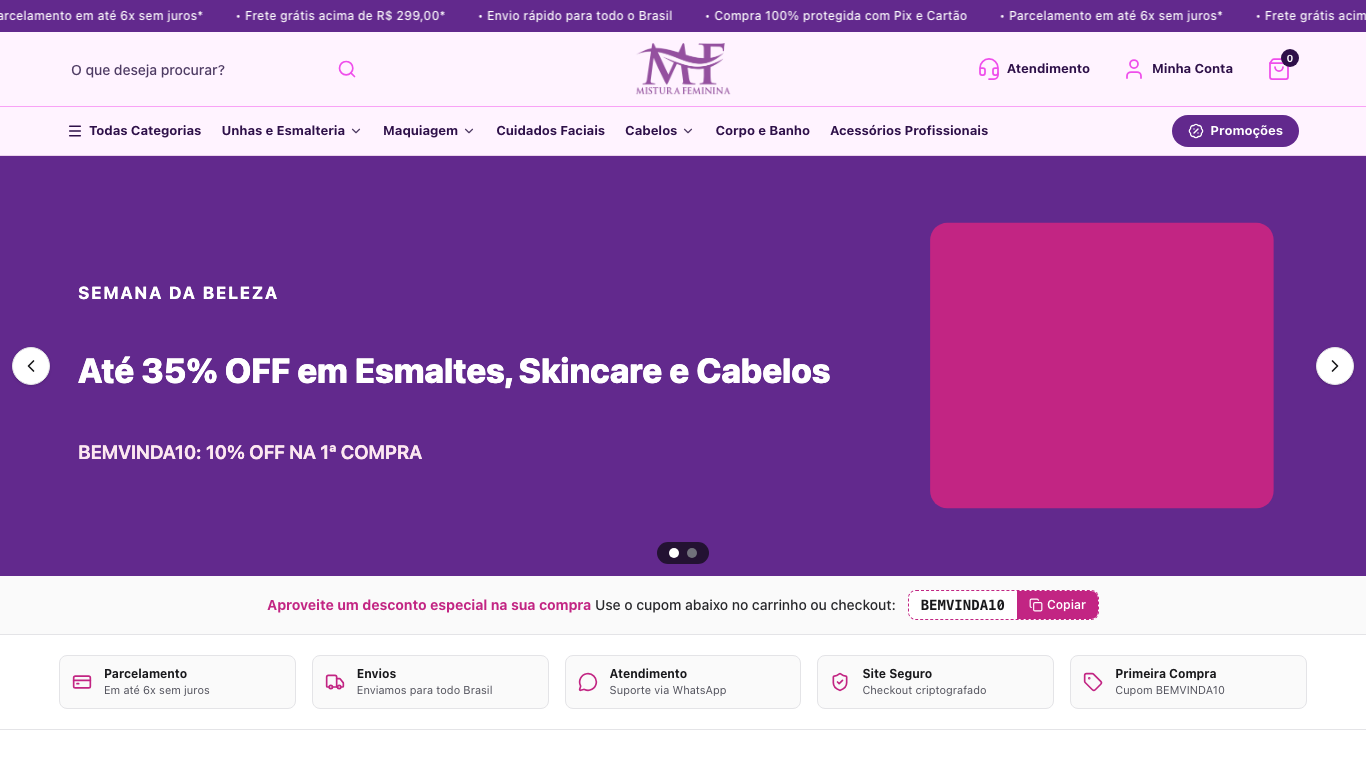 arcelamento em até 6x sem juros* • Frete grátis acima de R$ 299,00* • Envio rápido para todo o Brasil • Compra 100% protegida com Pix e Cartão • Parcelamento em até 6x sem juros* • Frete grátis acim
O que deseja procurar?
MF
MISTURA FEMININA
Atendimento
Minha Conta
0
Todas Categorias
Unhas e Esmalteria
Maquiagem
Cuidados Faciais
Cabelos
Corpo e Banho
Acessórios Profissionais
Promoções
SEMANA DA BELEZA
Até 35% OFF em Esmaltes, Skincare e Cabelos
BEMVINDA10: 10% OFF NA 1ª COMPRA
Aproveite um desconto especial na sua compra Use o cupom abaixo no carrinho ou checkout:
BEMVINDA10
Copiar
Parcelamento
Em até 6x sem juros
Envios
Enviamos para todo Brasil
Atendimento
Suporte via WhatsApp
Site Seguro
Checkout criptografado
Primeira Compra
Cupom BEMVINDA10